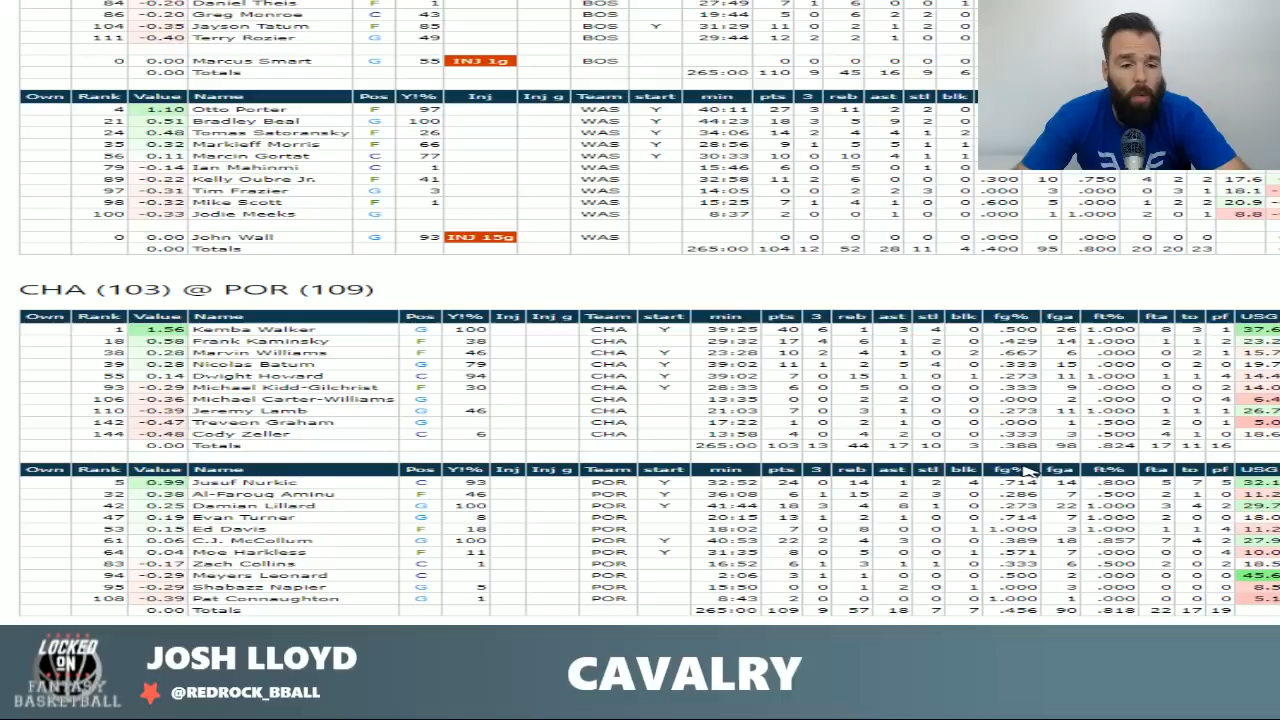 84 -0.20 Daniel Theis F 1 BOS 27:49 7 1 6 0 0 1
86 -0.20 Greg Monroe C 43 BOS 19:44 5 0 6 2 2 0
104 -0.35 Jayson Tatum F 85 BOS Y 31:29 11 0 2 1 2 0
111 -0.40 Terry Rozier G 49 BOS 29:44 12 2 2 1 0 0
0 0.00 Marcus Smart G 55 INJ 1g BOS 0 0 0 0 0 0
0.00 Totals 265:00 110 9 45 16 9 6
Own Rank Value Name Pos Y!% Inj Inj g Team start min pts 3 reb ast stl blk
4 1.10 Otto Porter F 97 WAS Y 40:11 27 3 11 2 2 0
21 0.51 Bradley Beal G 100 WAS Y 44:23 18 3 5 9 2 0
24 0.48 Tomas Satoransky F 26 WAS Y 34:06 14 2 4 4 1 2
35 0.32 Markieff Morris F 66 WAS Y 28:56 9 1 5 5 1 1
56 0.11 Marcin Gortat C 77 WAS Y 30:33 10 0 10 4 1 1
79 -0.14 Ian Mahinmi C 1 WAS 15:46 6 0 5 0 1 0
89 -0.22 Kelly Oubre Jr. F 41 WAS 32:58 11 2 6 0 0 0 .300 10 .750 4 2 2 17.6
97 -0.31 Tim Frazier G 3 WAS 14:05 0 0 2 2 3 0 .000 3 .000 0 3 1 18.1
98 -0.32 Mike Scott F 1 WAS 15:25 7 1 4 1 0 0 .600 5 .000 1 2 2 20.9
100 -0.33 Jodie Meeks G WAS 8:37 2 0 0 1 0 0 .000 1 1.000 2 0 1 8.8
0 0.00 John Wall G 93 INJ 15g WAS 0 0 0 0 0 0 .000 0 .000 0 0 0
0.00 Totals 265:00 104 12 52 28 11 4 .400 95 .800 20 20 23
CHA (103) @ POR (109)
Own Rank Value Name Pos Y!% Inj Inj g Team start min pts 3 reb ast stl blk fg% fga ft% fta to pf USG
1 1.56 Kemba Walker G 100 CHA Y 39:25 40 6 1 3 4 0 .500 26 1.000 8 3 1 37.6
18 0.58 Frank Kaminsky F 38 CHA 29:32 17 4 6 1 2 0 .429 14 1.000 1 1 2 23.2
38 0.28 Marvin Williams F 46 CHA Y 23:28 10 2 4 1 0 2 .667 6 .000 0 0 2 15.7
39 0.28 Nicolas Batum G 79 CHA Y 39:02 11 1 2 5 4 0 .333 15 .000 0 2 0 19.7
55 0.14 Dwight Howard C 94 CHA Y 39:02 7 0 15 1 0 1 .273 11 1.000 1 1 4 14.4
93 -0.29 Michael Kidd-Gilchrist F 30 CHA Y 28:33 6 0 5 0 0 0 .333 9 .000 0 0 2 14.0
106 -0.36 Michael Carter-Williams G CHA 13:35 0 0 2 2 0 0 .000 2 .000 0 0 4 6.4
110 -0.39 Jeremy Lamb G 46 CHA 21:03 7 0 3 1 0 0 .273 11 1.000 1 2 0 26.7
142 -0.47 Treveon Graham G CHA 17:22 1 0 2 1 0 0 .000 1 .500 2 0 1 5.0
144 -0.48 Cody Zeller C 6 CHA 13:58 4 0 4 2 0 0 .333 3 .500 4 1 0 18.6
0.00 Totals 265:00 103 13 44 17 10 3 .388 98 .824 17 11 16
Own Rank Value Name Pos Y!% Inj Inj g Team start min pts 3 reb ast stl blk fg% fga ft% fta to pf USG
5 0.99 Jusuf Nurkic C 93 POR Y 32:52 24 0 14 1 2 4 .714 14 .800 5 7 5 32.1
32 0.38 Al-Farouq Aminu F 46 POR Y 36:08 6 1 15 2 3 0 .286 7 .500 2 1 0 11.2
42 0.25 Damian Lillard G 100 POR Y 41:44 18 3 4 8 1 0 .273 22 .750 4 4 2 29.7
47 0.19 Evan Turner G 8 POR 20:15 13 1 2 1 0 0 .714 7 1.000 2 0 1 18.0
53 0.15 Ed Davis F 18 POR 18:02 7 0 8 0 0 1 1.000 3 1.000 1 1 4 11.2
61 0.06 C.J. McCollum G 100 POR Y 40:53 22 2 4 3 0 0 .389 18 .857 7 4 2 27.9
64 0.04 Moe Harkless F 11 POR Y 31:35 8 0 5 0 0 1 .571 7 .000 0 0 4 10.0
83 -0.17 Zach Collins C 1 POR 16:52 6 1 3 1 1 0 .333 6 .500 2 0 1 18.5
94 -0.29 Meyers Leonard C POR 2:06 3 1 1 0 0 0 .500 2 .000 0 0 0 45.6
95 -0.29 Shabazz Napier G 5 POR 15:50 0 0 1 2 0 1 .000 3 .000 0 0 0 8.5
108 -0.39 Pat Connaughton G 1 POR 8:43 2 0 0 0 0 0 1.000 1 .000 0 0 0 5.1
0.00 Totals 265:00 109 9 57 18 7 7 .456 90 .818 22 17 19
LOCKED ON FANTASY BASKETBALL
JOSH LLOYD
@REDROCK_BBALL
CAVALRY